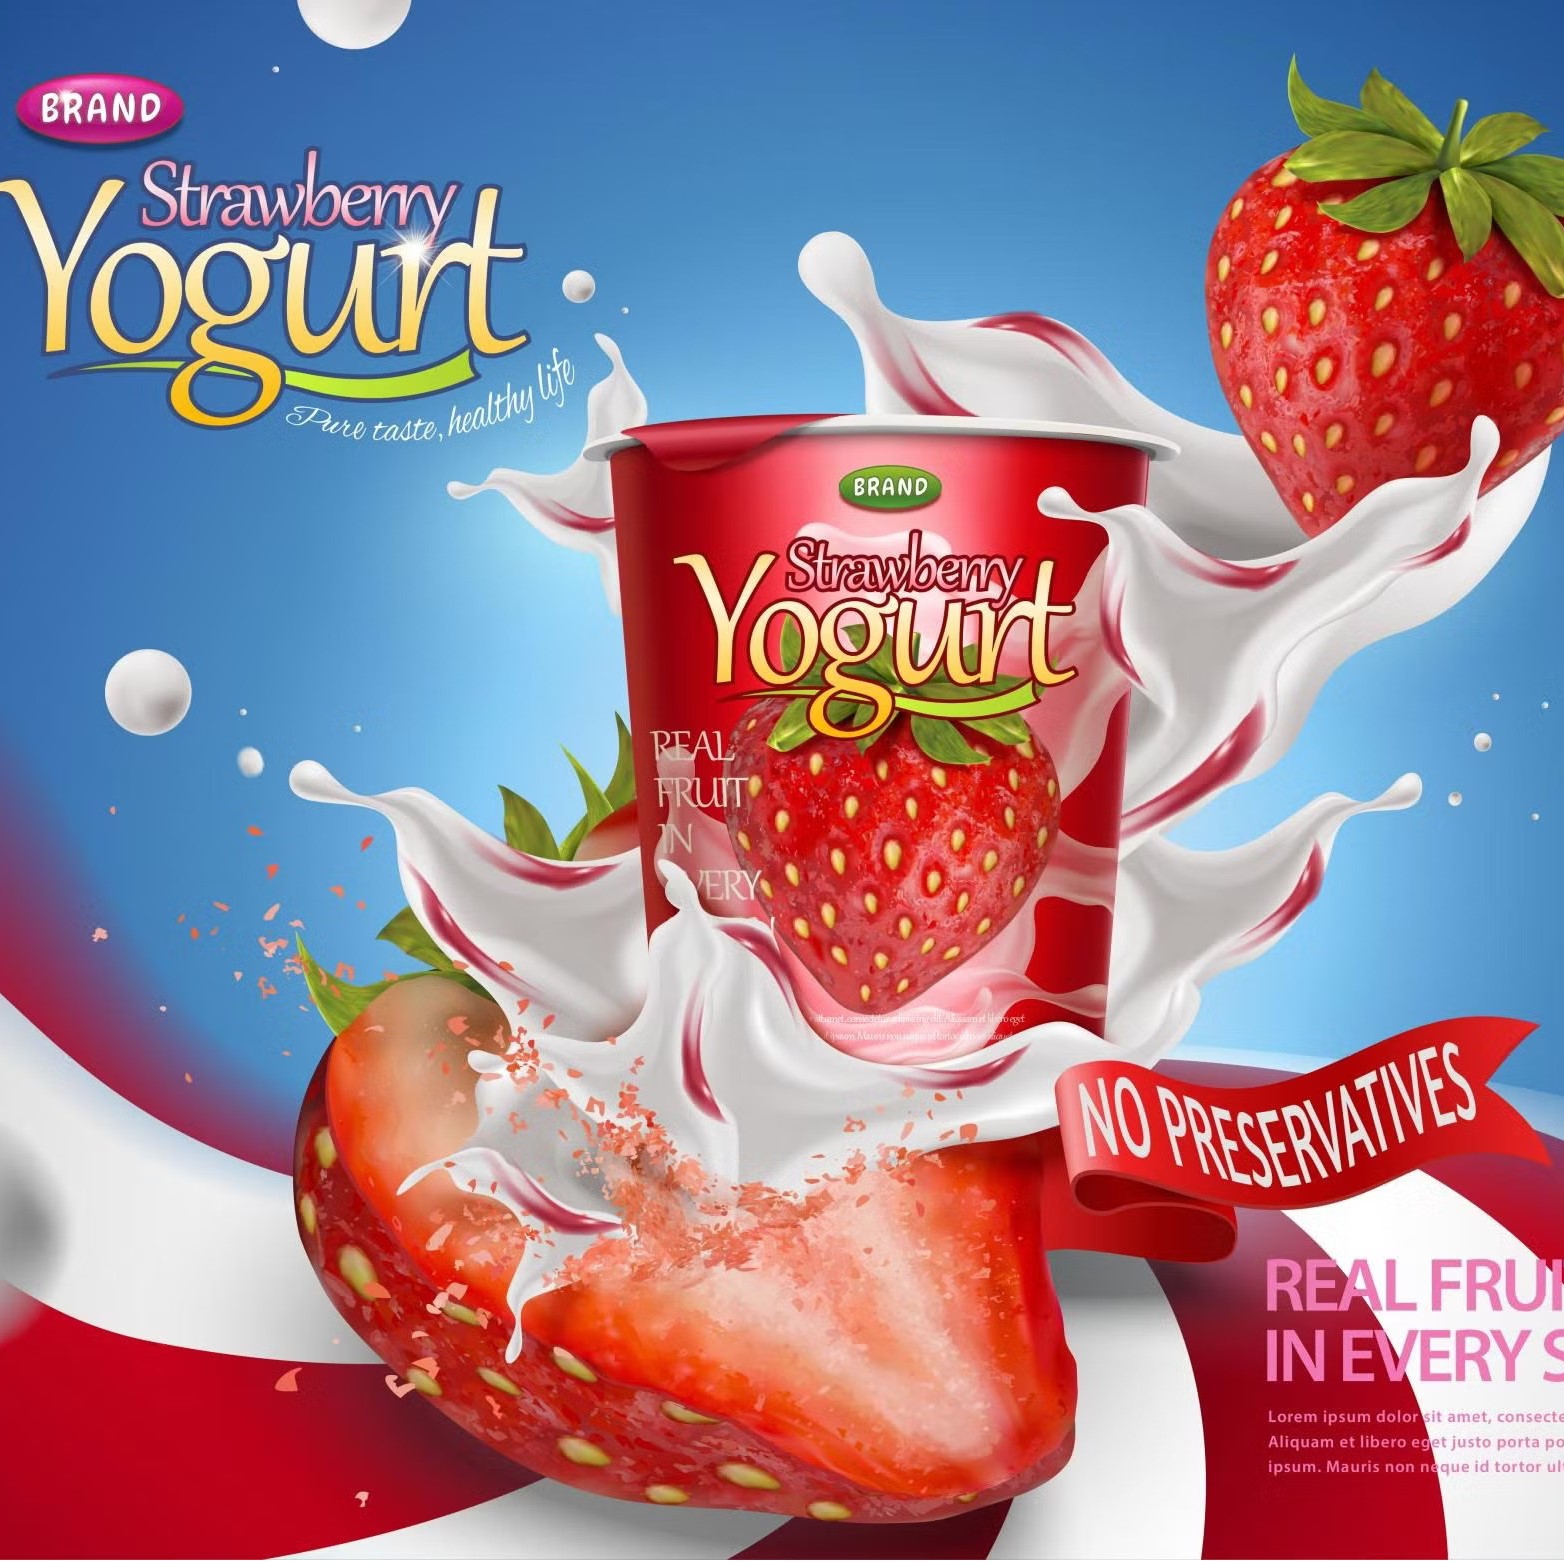 BRAND
Strawberry
Yogurt
Pure taste, healthy life
BRAND
Strawberry
Yogurt
REAL
FRUIT
IN
VERY
NO PRESERVATIVES
REAL FRUI
IN EVERY S
Lorem ipsum dolor sit amet, consecte
Aliquam et libero eget justo porta po
ipsum. Mauris non neque id tortor ul